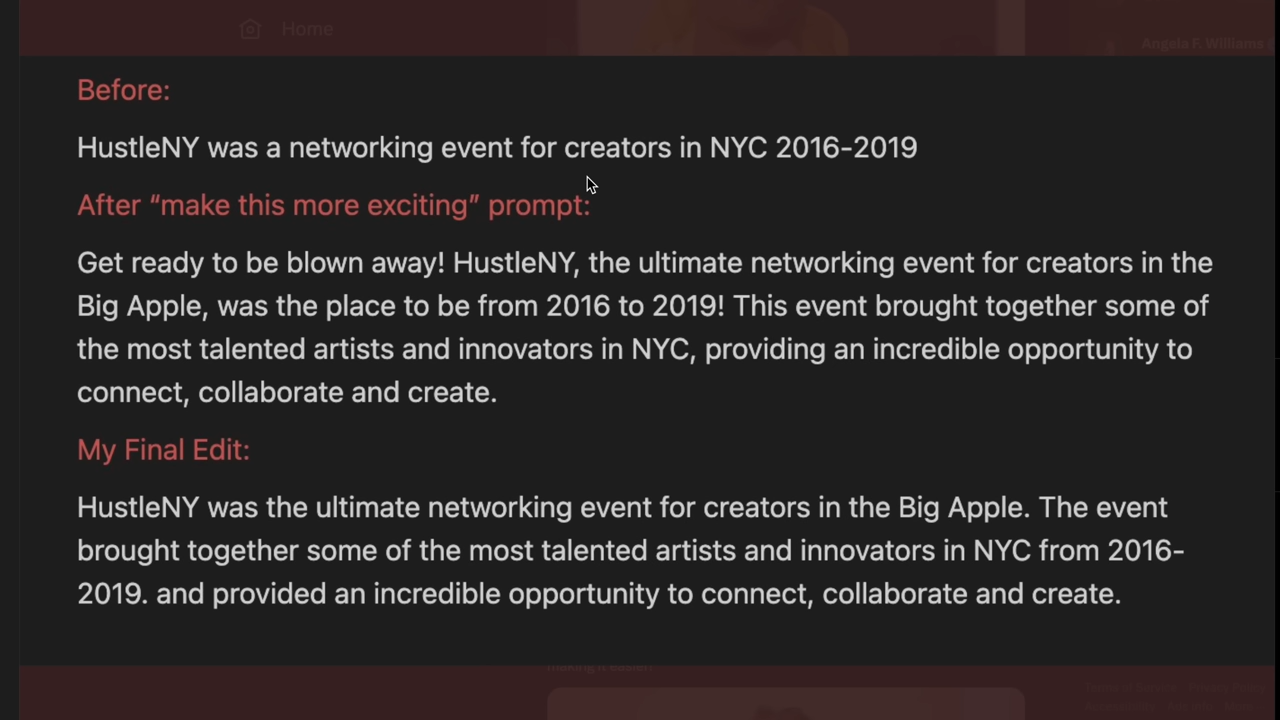 Home
Angela F. Williams
Before:
HustleNY was a networking event for creators in NYC 2016-2019
After “make this more exciting” prompt:
Get ready to be blown away! HustleNY, the ultimate networking event for creators in the
Big Apple, was the place to be from 2016 to 2019! This event brought together some of
the most talented artists and innovators in NYC, providing an incredible opportunity to
connect, collaborate and create.
My Final Edit:
HustleNY was the ultimate networking event for creators in the Big Apple. The event
brought together some of the most talented artists and innovators in NYC from 2016-
2019. and provided an incredible opportunity to connect, collaborate and create.
making it easier!